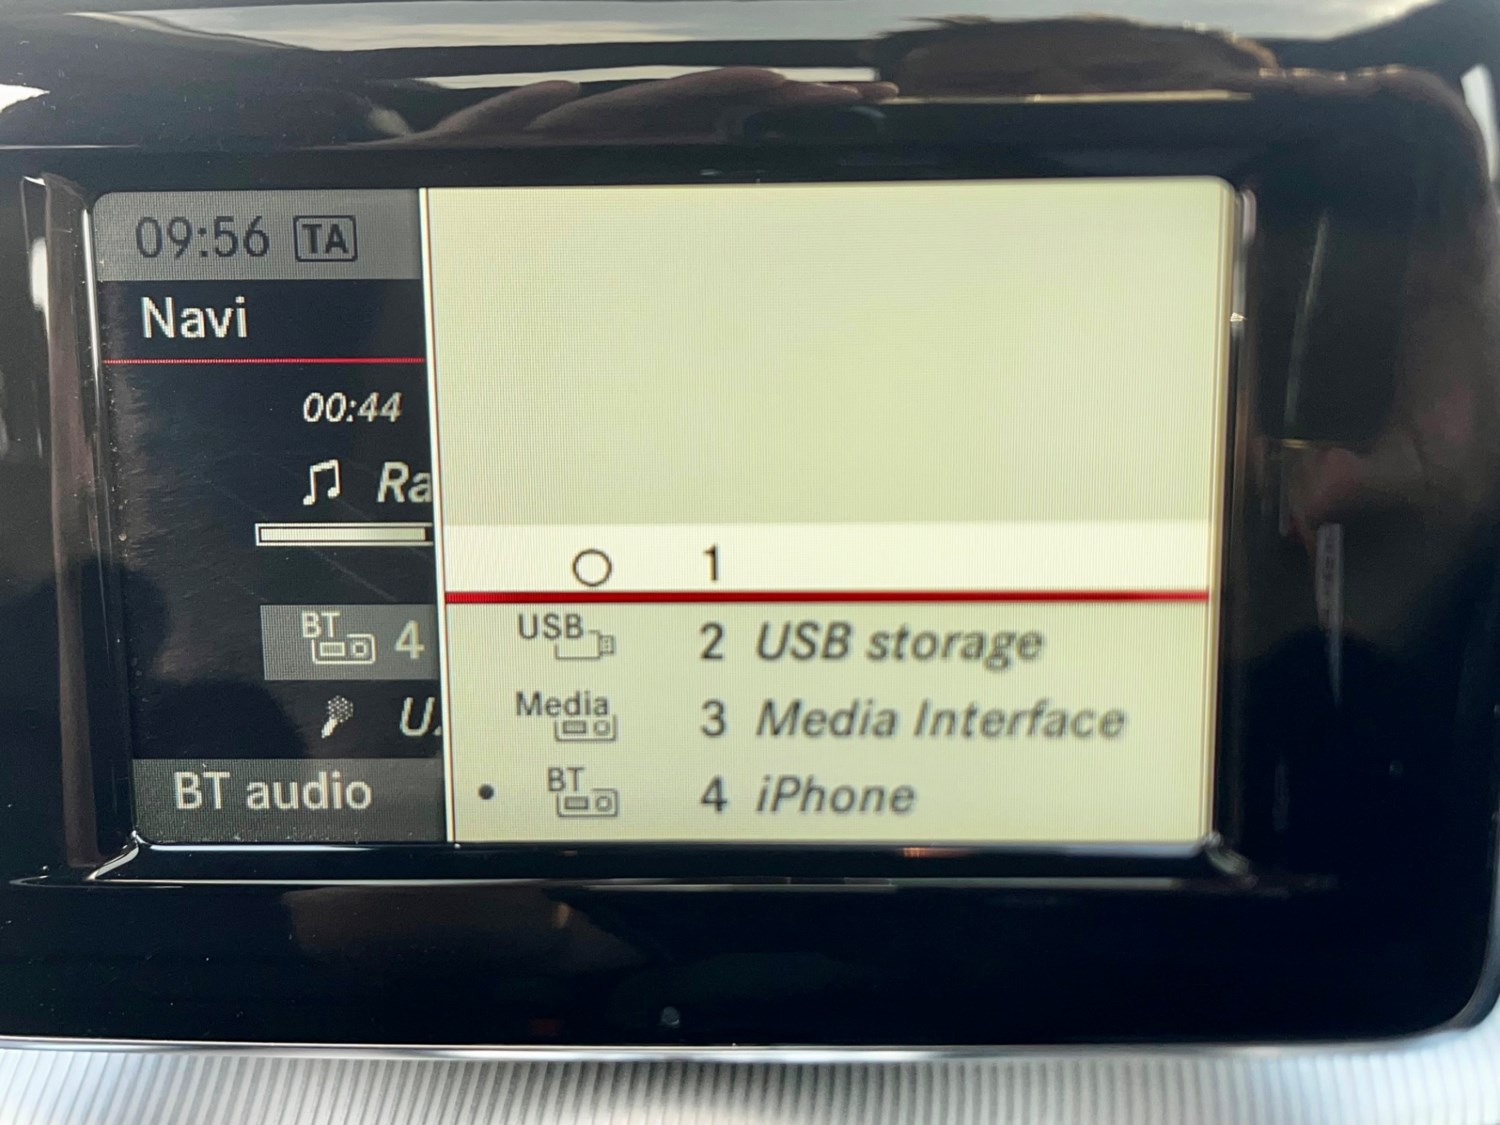 09:56 TA
Navi
00:44
Ra
BT 4
U.
BT audio
1
USB 2 USB storage
Media 3 Media Interface
• BT 4 iPhone